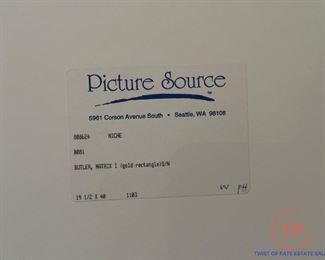 Picture Source
5961 Corson Avenue South • Seattle, WA 98108
008624 NICHE
BUTLER, MATRIX I (gold rectangle)S/N
19 1/2 X 40 1103
TWIST OF FATE ESTATE SALES